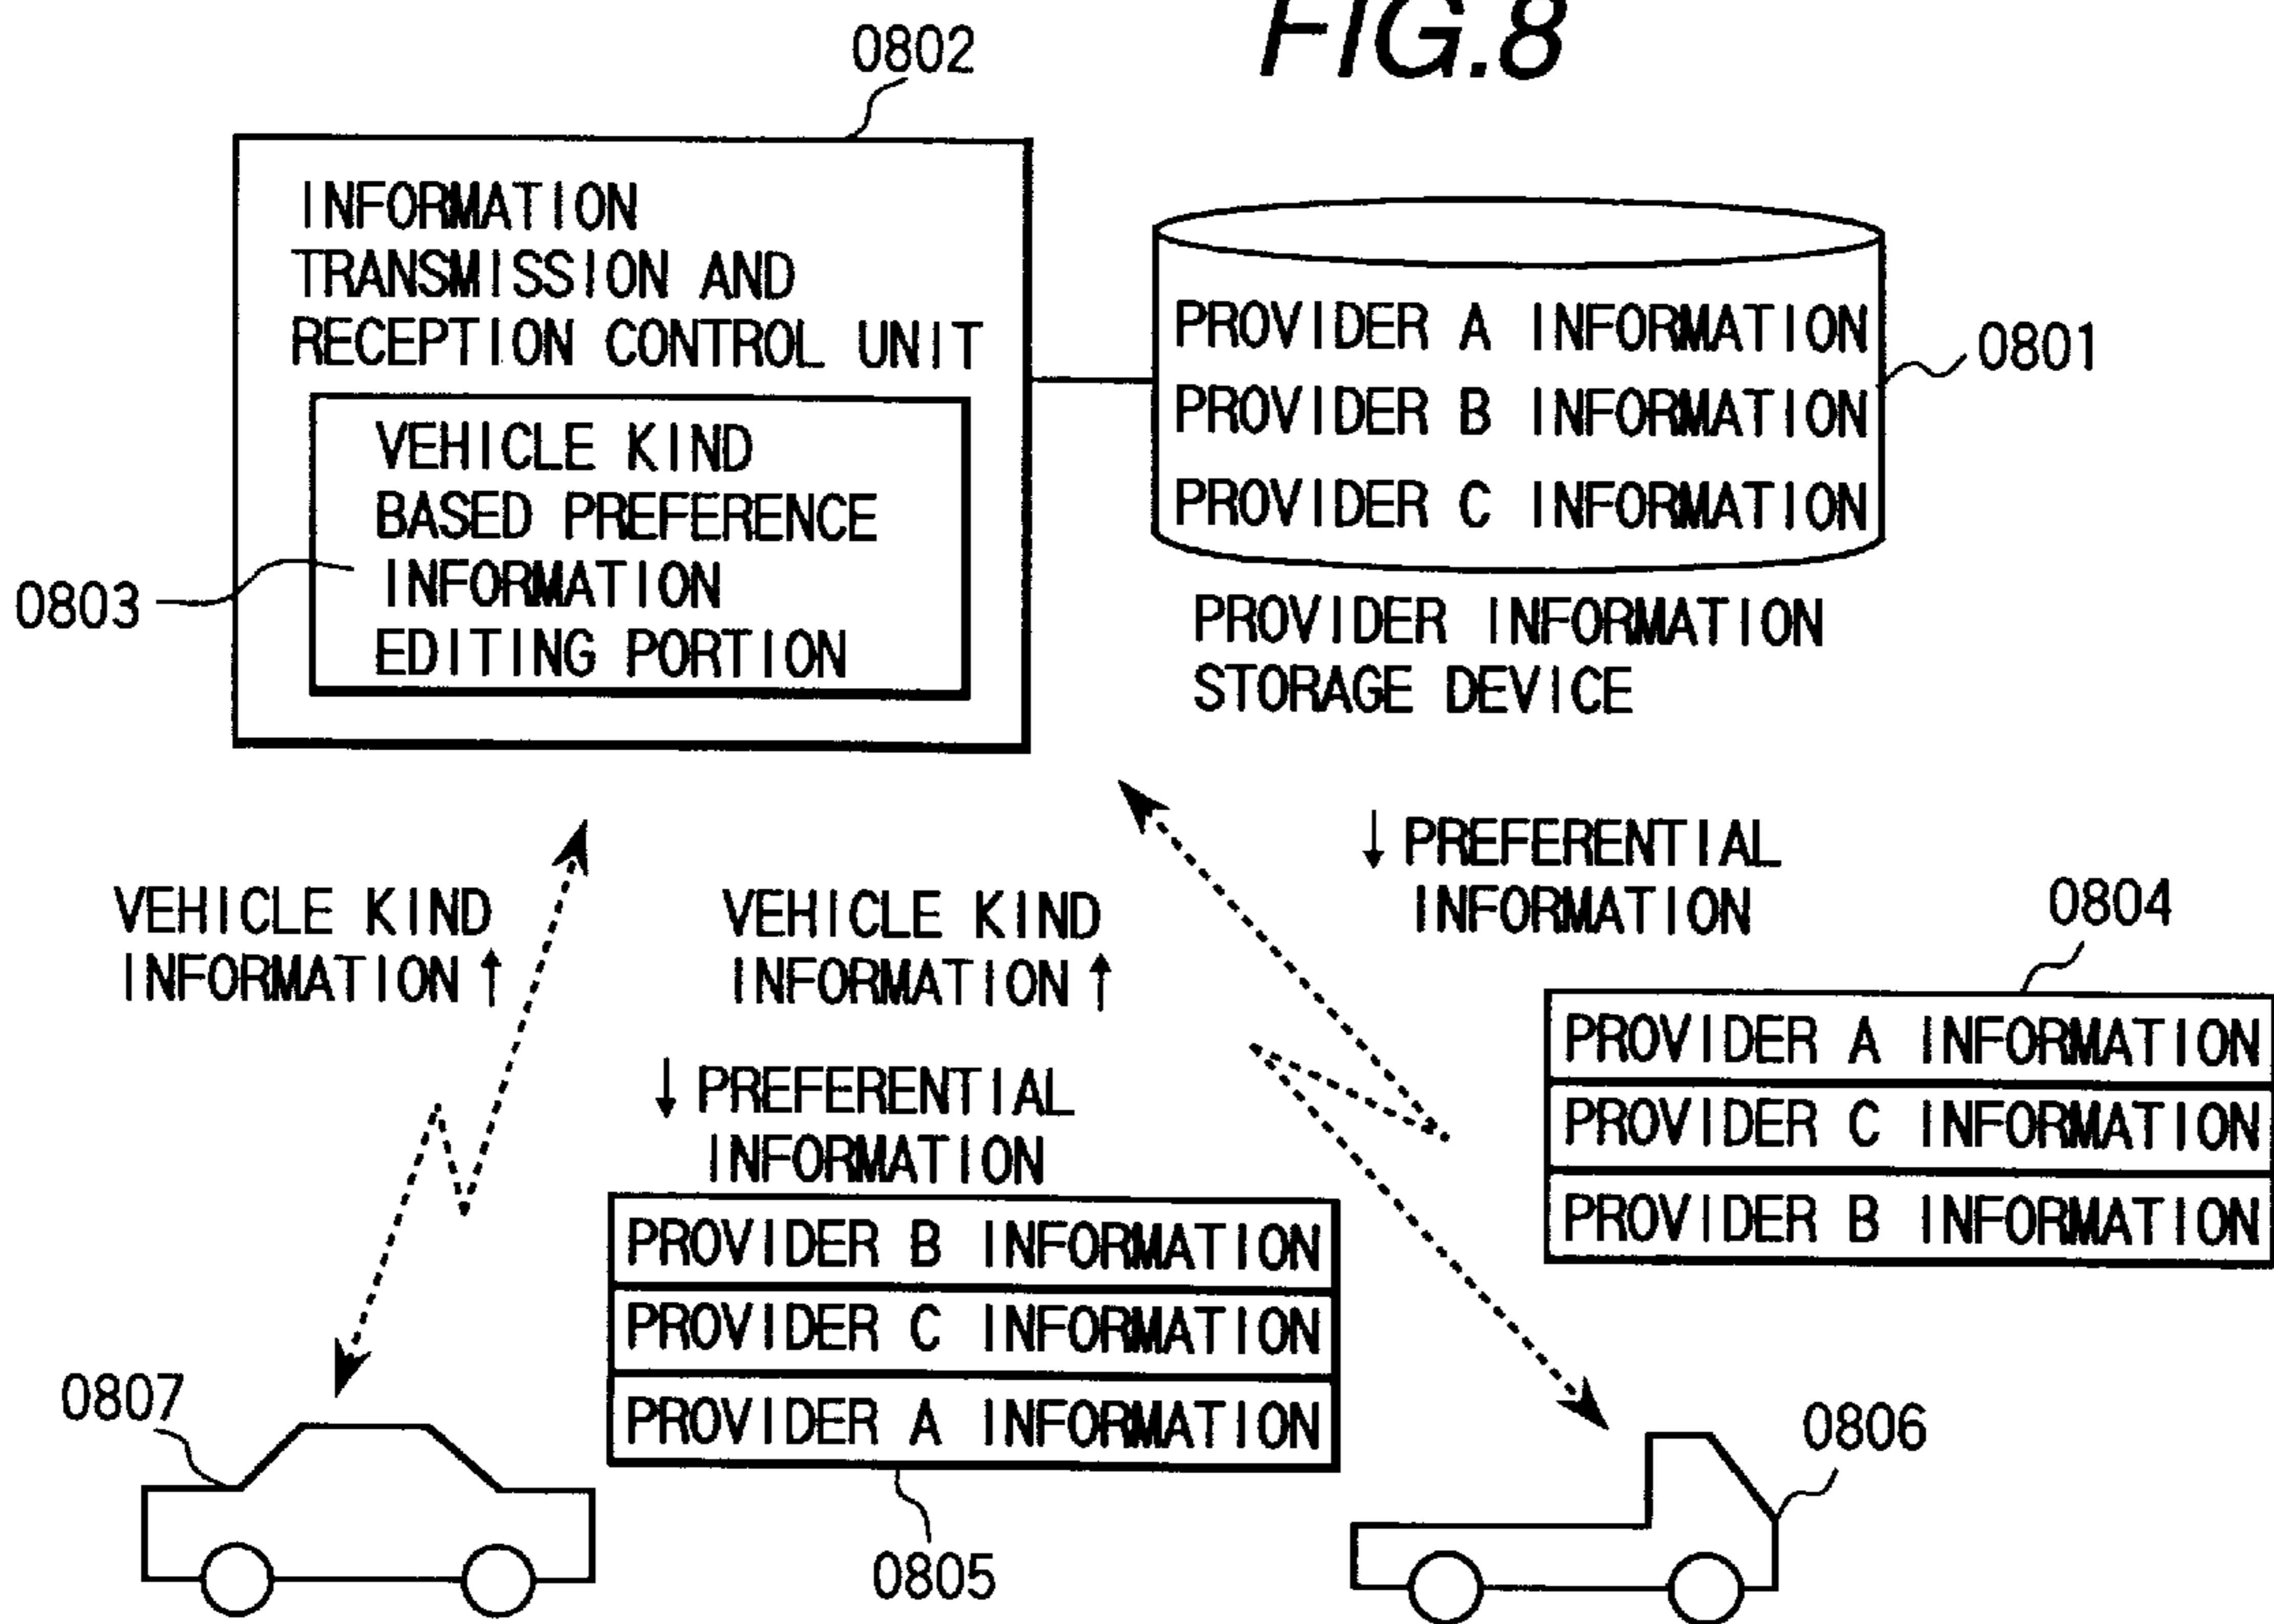 FIG.8
0802
INFORMATION
TRANSMISSION AND
RECEPTION CONTROL UNIT
VEHICLE KIND
BASED PREFERENCE
INFORMATION
EDITING PORTION
0803
PROVIDER A INFORMATION
PROVIDER B INFORMATION
PROVIDER C INFORMATION
0801
PROVIDER INFORMATION
STORAGE DEVICE
VEHICLE KIND
INFORMATION ↑
VEHICLE KIND
INFORMATION ↑
↓ PREFERENTIAL
INFORMATION
↓ PREFERENTIAL
INFORMATION
0804
PROVIDER A INFORMATION
PROVIDER C INFORMATION
PROVIDER B INFORMATION
PROVIDER B INFORMATION
PROVIDER C INFORMATION
PROVIDER A INFORMATION
0805
0807
0806